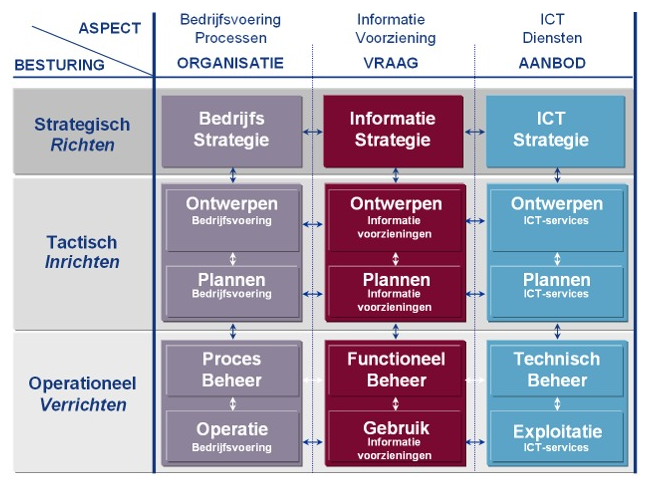 ASPECT
BESTURING
Bedrijfsvoering
Processen
ORGANISATIE
Informatie
Voorziening
VRAAG
ICT
Diensten
AANBOD
Strategisch
Richten
Bedrijfs
Strategie
Informatie
Strategie
ICT
Strategie
Tactisch
Inrichten
Ontwerpen
Bedrijfsvoering
Ontwerpen
Informatie
voorzieningen
Ontwerpen
ICT-services
Plannen
Bedrijfsvoering
Plannen
Informatie
voorzieningen
Plannen
ICT-services
Operationeel
Verrichten
Proces
Beheer
Functioneel
Beheer
Technisch
Beheer
Operatie
Bedrijfsvoering
Gebruik
Informatie
voorzieningen
Exploitatie
ICT-services